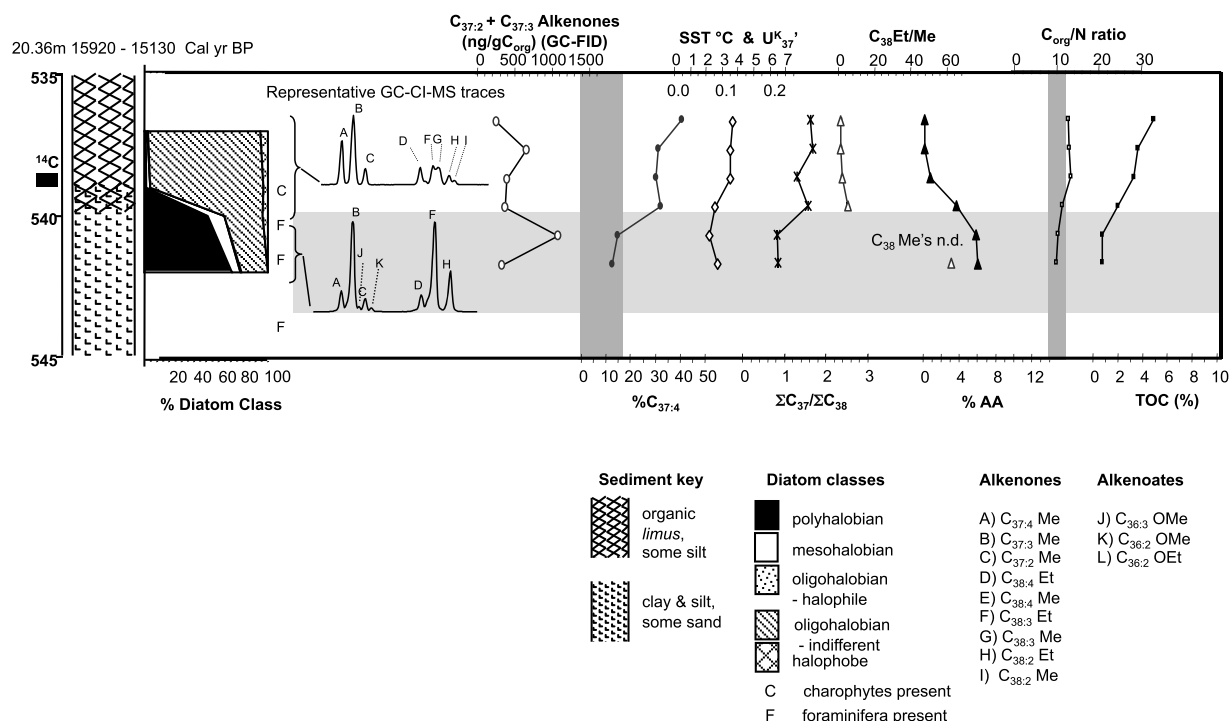 C37:2 + C37:3 Alkenones
(ng/gCorg) (GC-FID)
SST °C & UK37’
C38Et/Me
Corg/N ratio
20.36m 15920 - 15130 Cal yr BP
0 500 1000 1500
0 1 2 3 4 5 6 7
0 20 40 60
0 10 20 30
535
0.0 0.1 0.2
Representative GC-CI-MS traces
B
A
C
D
F
G
H
I
14C
C
540
F
B
F
J
K
F
H
A
C
D
C38 Me's n.d.
F
545
20 40 60 80 100
0 10 20 30 40 50
0 1 2 3
0 4 8 12
0 2 4 6 8 10
% Diatom Class
%C37:4
ΣC37/ΣC38
% AA
TOC (%)
Sediment key
organic
limus,
some silt
clay & silt,
some sand
Diatom classes
polyhalobian
mesohalobian
oligohalobian
- halophile
oligohalobian
- indifferent
halophobe
C charophytes present
F foraminifera present
Alkenones
A) C37:4 Me
B) C37:3 Me
C) C37:2 Me
D) C38:4 Et
E) C38:4 Me
F) C38:3 Et
G) C38:3 Me
H) C38:2 Et
I) C38:2 Me
Alkenoates
J) C36:3 OMe
K) C36:2 OMe
L) C36:2 OEt